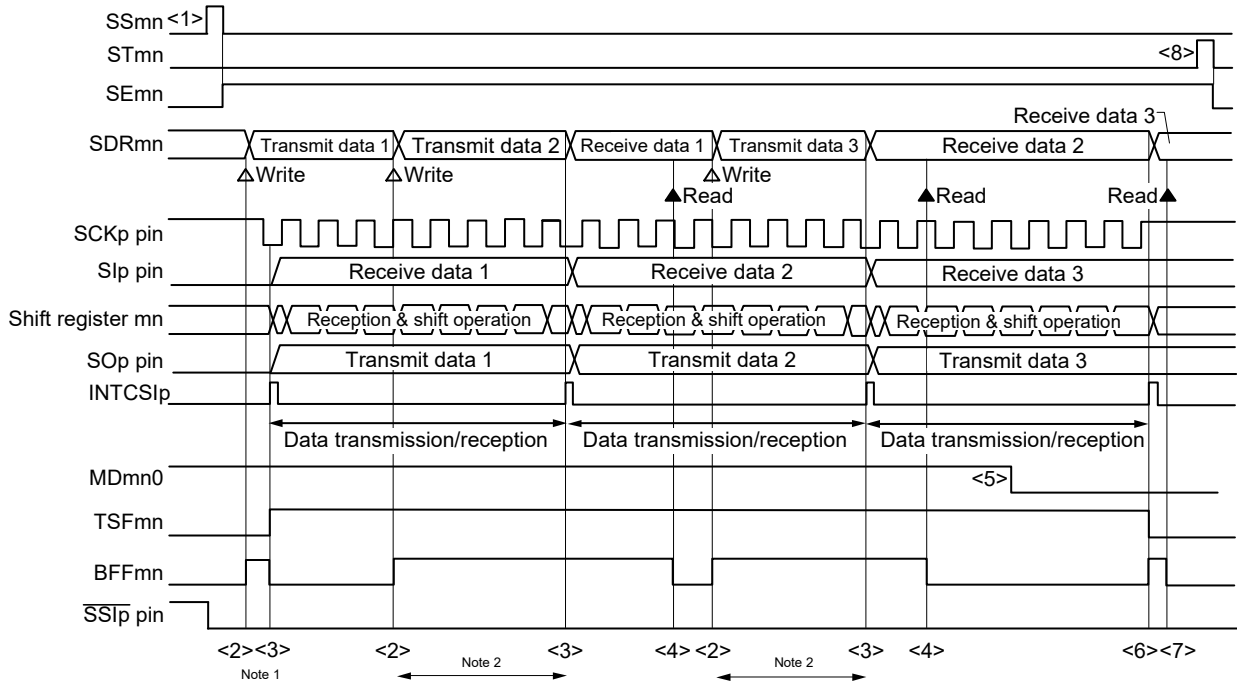 SSmn <1>
STmn <8>
SEmn
Receive data 3
SDRmn Transmit data 1 Transmit data 2 Receive data 1 Transmit data 3 Receive data 2
Write Write Write
Read Read Read
SCKp pin
SIp pin Receive data 1 Receive data 2 Receive data 3
Shift register mn Reception & shift operation Reception & shift operation Reception & shift operation
SOp pin Transmit data 1 Transmit data 2 Transmit data 3
INTCSIp
Data transmission/reception Data transmission/reception Data transmission/reception
MDmn0 <5>
TSFmn
BFFmn
SSIp pin
<2> <3> <2> <3> <4> <2> <3> <4> <6> <7>
Note 1 Note 2 Note 2